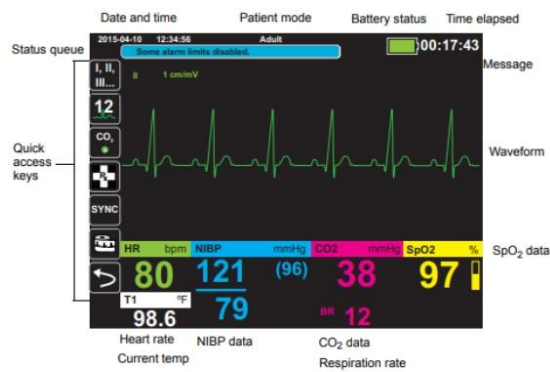 Date and time Patient mode Battery status Time elapsed
Status queue
2015-04-10 12:34:56 Adult 00:17:43
Some alarm limits disabled.
Message
I, II,
III...
II 1 cm/mV
12
CO₂
Quick
access
keys
Waveform
SYNC
HR bpm NIBP mmHg CO2 mmHg SpO2 %
SpO₂ data
80 121 (96) 38 97
T1 °F
79
98.6
BR 12
Heart rate NIBP data CO₂ data
Current temp Respiration rate